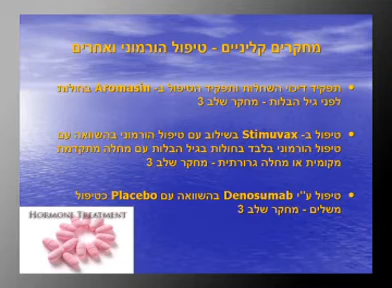 מחקרים קליניים - טיפול הורמוני ואחרים
תפקיד דיכוי השחלות ותפקיד הטיפול ב- Aromasin בחולות
לפני גיל הבלות - מחקר שלב 3
טיפול ב- Stimuvax בשילוב עם טיפול הורמוני בהשוואה עם
טיפול הורמוני בלבד בחולות בגיל הבלות עם מחלה מתקדמת
מקומית או מחלה גרורתית - מחקר שלב 3
טיפול ע"י Denosumab בהשוואה עם Placebo כטיפול
משלים - מחקר שלב 3
HORMONE TREATMENT